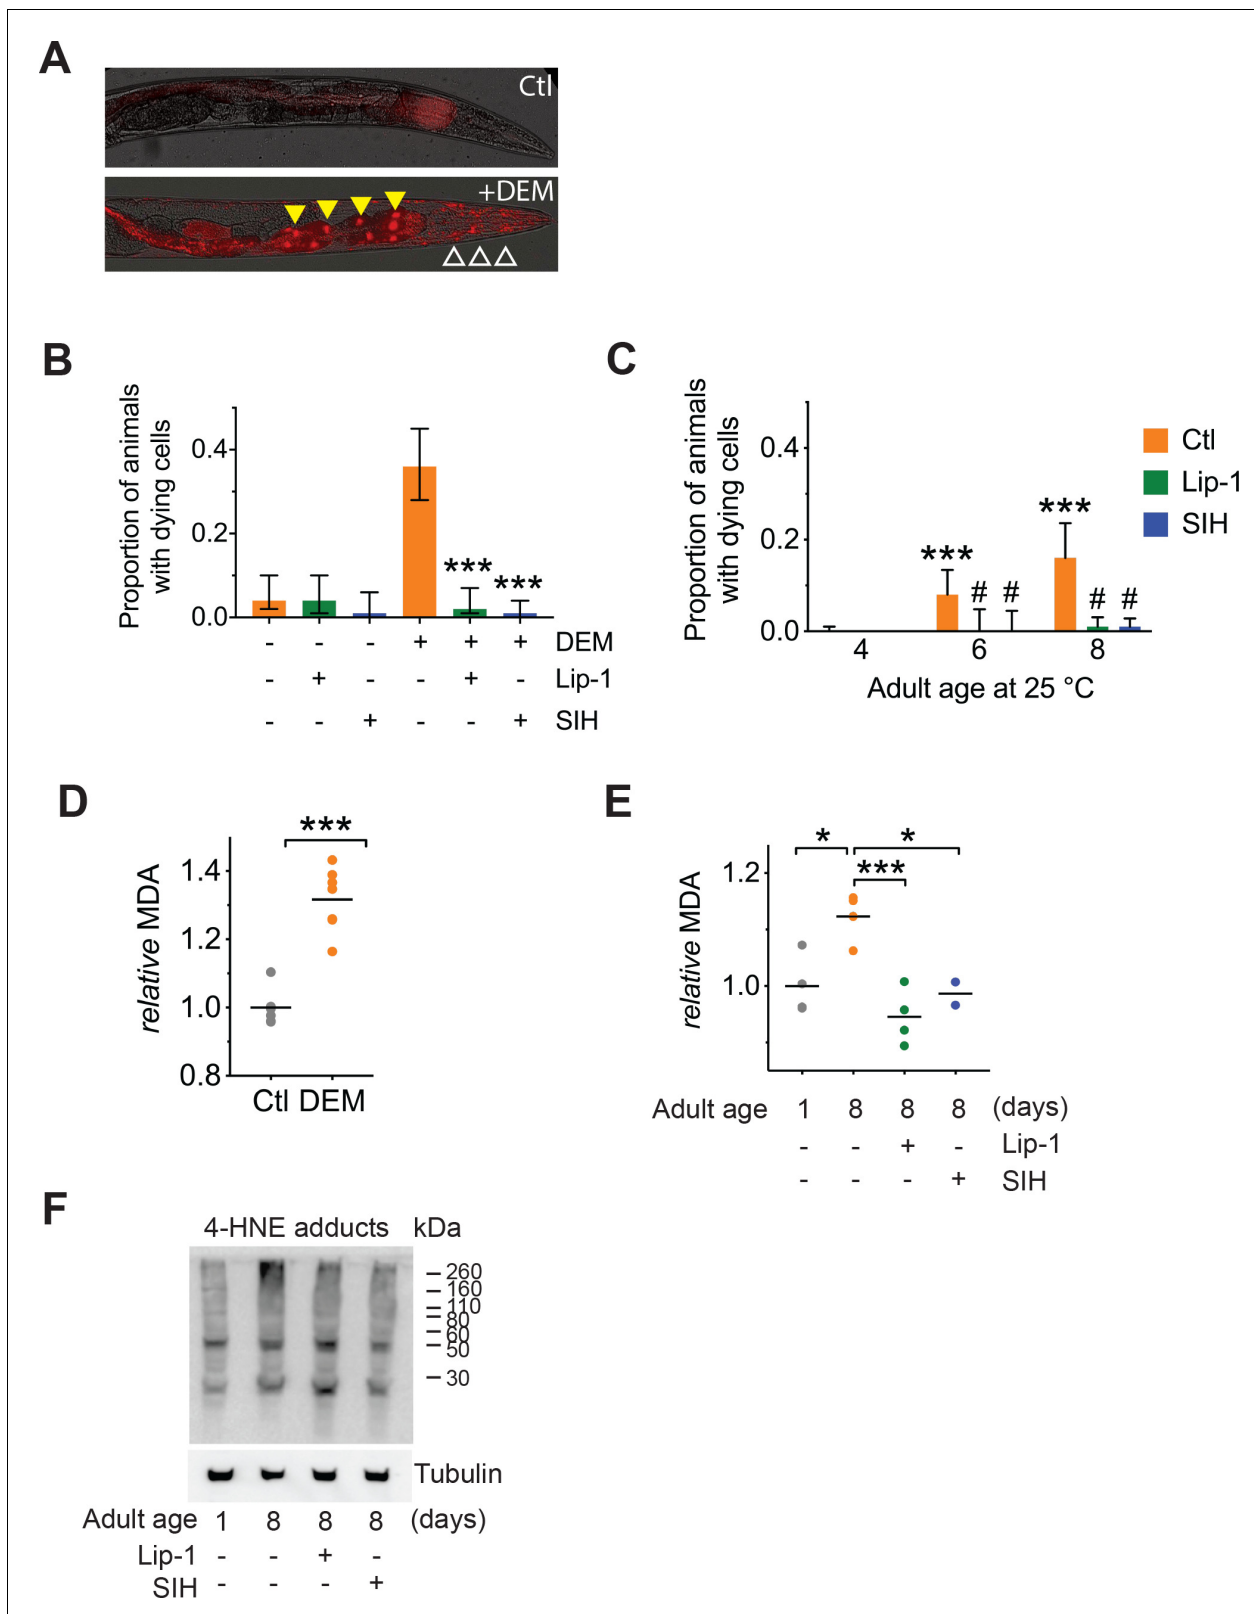 A
Ctl
+DEM
B
Proportion of animals
with dying cells
0.4
0.2
0.0
***
***
- - - + + + DEM
- + - - + - Lip-1
- - + - - + SIH
C
Proportion of animals
with dying cells
0.4
0.2
0.0
***
# #
***
# #
4 6 8
Adult age at 25 °C
Ctl
Lip-1
SIH
D
relative MDA
1.4
1.2
1.0
0.8
***
Ctl DEM
E
relative MDA
1.2
1.0
* *
***
Adult age 1 8 8 8 (days)
- - + - Lip-1
- - - + SIH
F
4-HNE adducts kDa
260
160
110
80
60
50
30
Tubulin
Adult age 1 8 8 8 (days)
Lip-1 - - + -
SIH - - - +